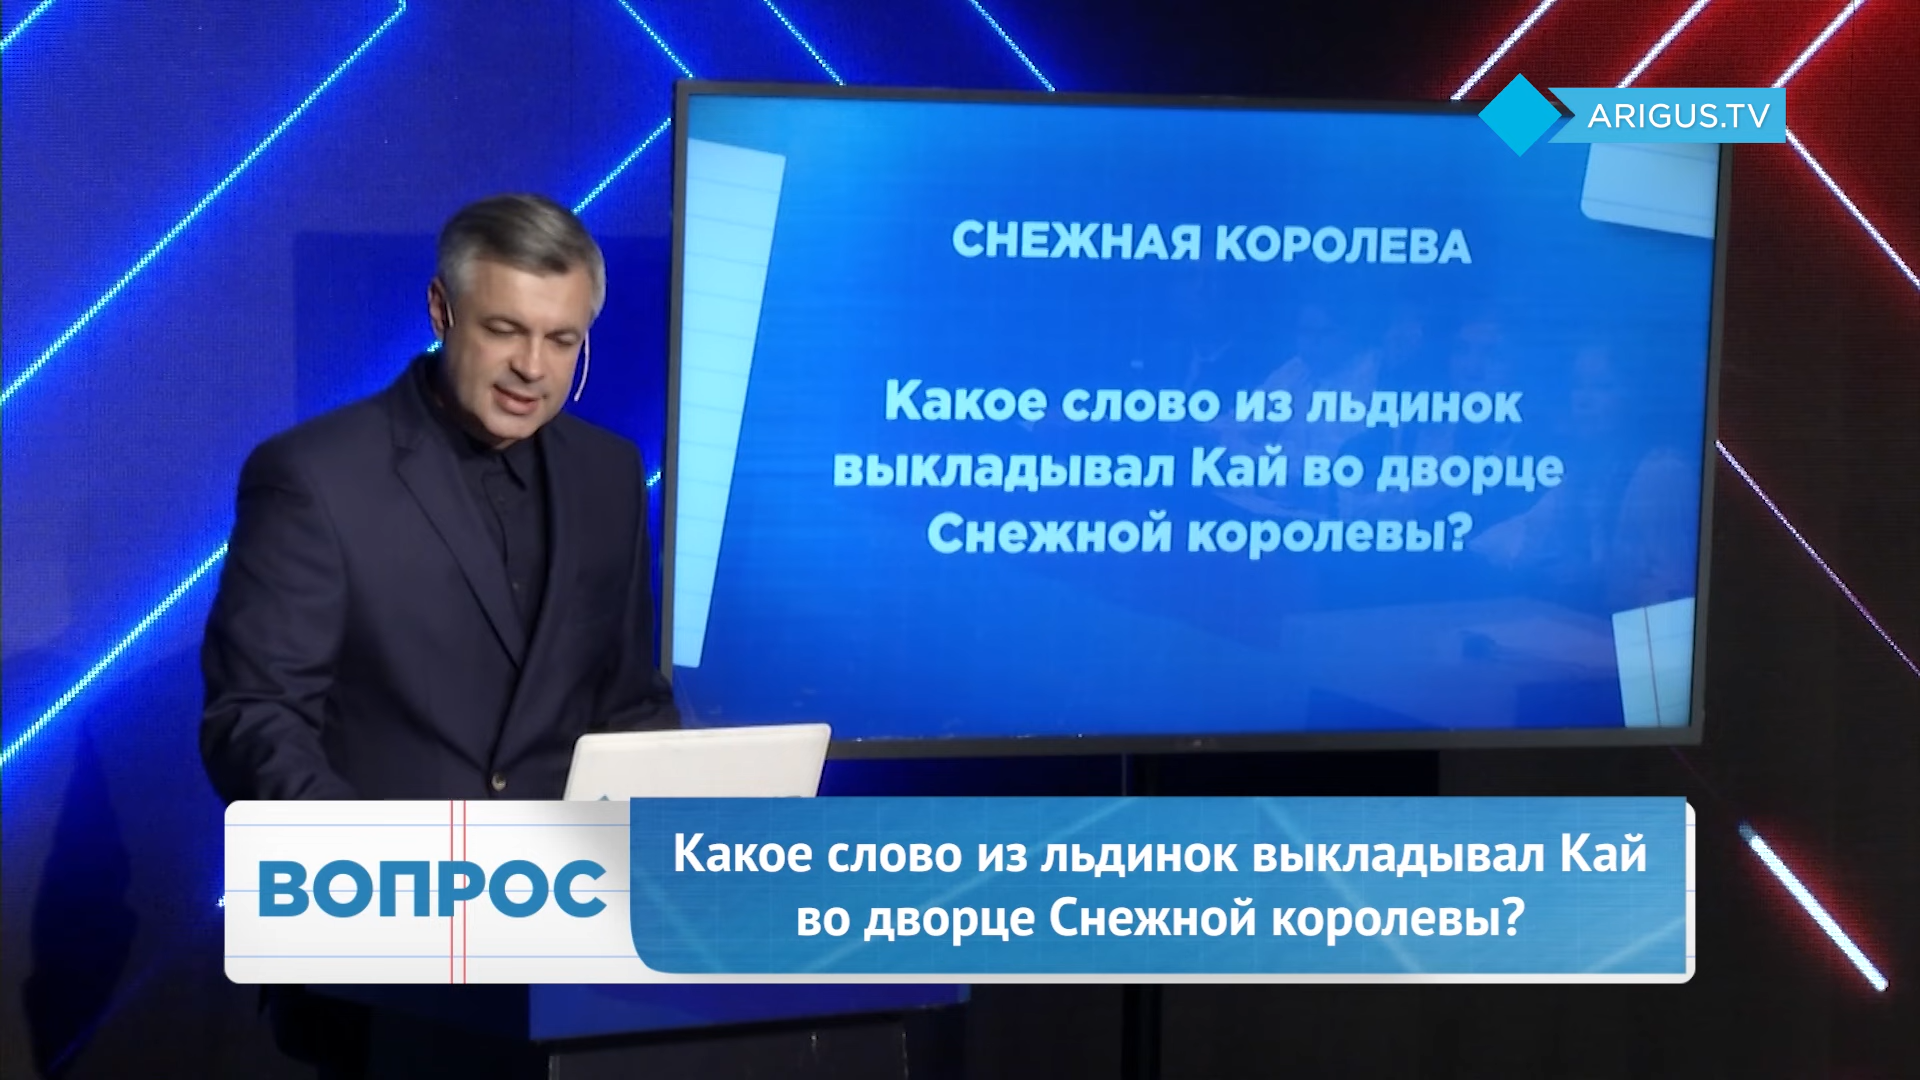 ARIGUS.TV
СНЕЖНАЯ КОРОЛЕВА
Какое слово из льдинок
выкладывал Кай во дворце
Снежной королевы?
ВОПРОС
Какое слово из льдинок выкладывал Кай
во дворце Снежной королевы?